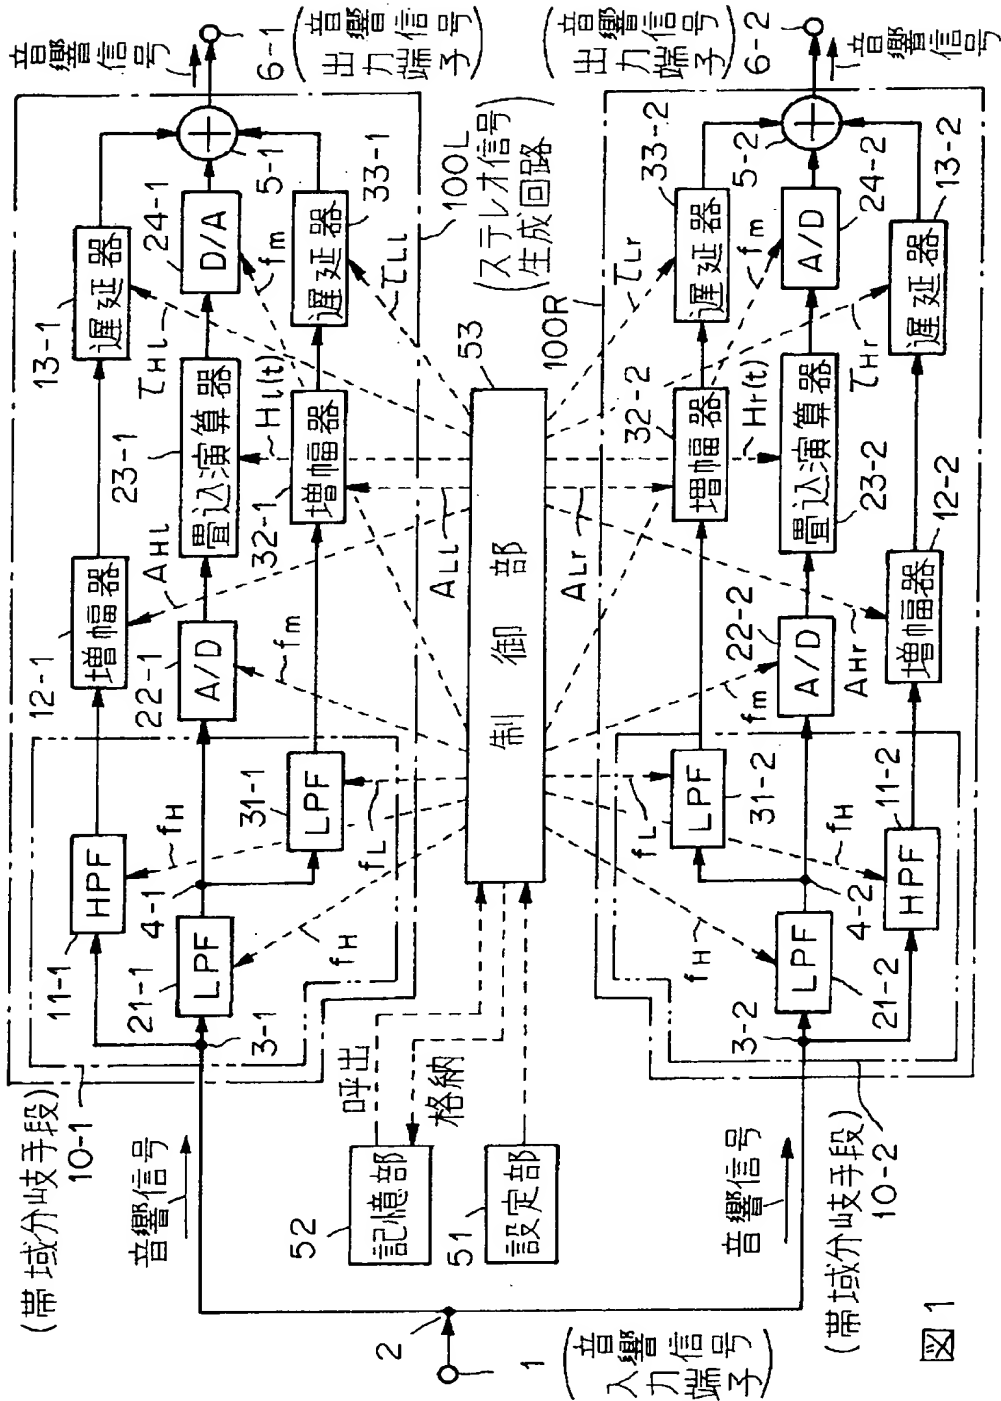 音響信号
6-1
(音響信号
出力端子)
13-1
遅延器
24-1
D/A
5-1
33-1
遅延器
100L
(ステレオ信号
生成回路)
τHl
fm
τLl
23-1
畳込演算器
Hl(t)
32-1
増幅器
12-1
増幅器
AHl
22-1
A/D
fm
ALl
11-1
HPF
fH
4-1
31-1
LPF
fL
21-1
LPF
fH
3-1
10-1
(帯域分岐手段)
音響信号
53
制御部
呼出
格納
52
記憶部
51
設定部
2
1
(音響信号
入力端子)
音響信号
6-2
(音響信号
出力端子)
100R
33-2
遅延器
5-2
24-2
A/D
13-2
遅延器
τLr
fm
τHr
32-2
増幅器
Hr(t)
畳込演算器
23-2
12-2
増幅器
ALr
22-2
A/D
fm
AHr
LPF
31-2
fL
11-2
HPF
fH
4-2
fH
LPF
21-2
3-2
10-2
(帯域分岐手段)
音響信号
図1